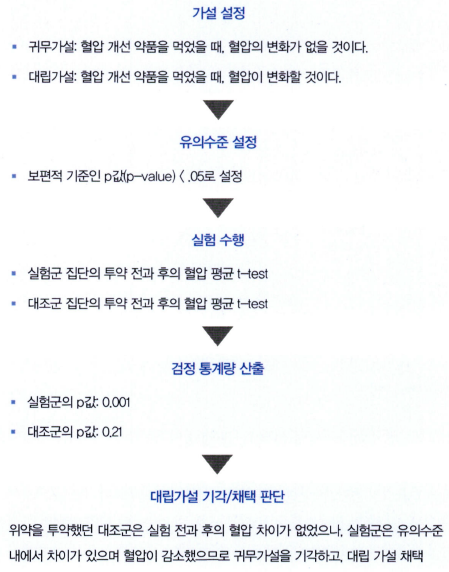 가설 설정
▪ 귀무가설: 혈압 개선 약품을 먹었을 때, 혈압의 변화가 없을 것이다.
▪ 대립가설: 혈압 개선 약품을 먹었을 때, 혈압이 변화할 것이다.
유의수준 설정
▪ 보편적 기준인 p값(p-value) < .05로 설정
실험 수행
▪ 실험군 집단의 투약 전과 후의 혈압 평균 t-test
▪ 대조군 집단의 투약 전과 후의 혈압 평균 t-test
검정 통계량 산출
▪ 실험군의 p값: 0.001
▪ 대조군의 p값: 0.21
대립가설 기각/채택 판단
위약을 투약했던 대조군은 실험 전과 후의 혈압 차이가 없었으나, 실험군은 유의수준
내에서 차이가 있으며 혈압이 감소했으므로 귀무가설을 기각하고, 대립 가설 채택